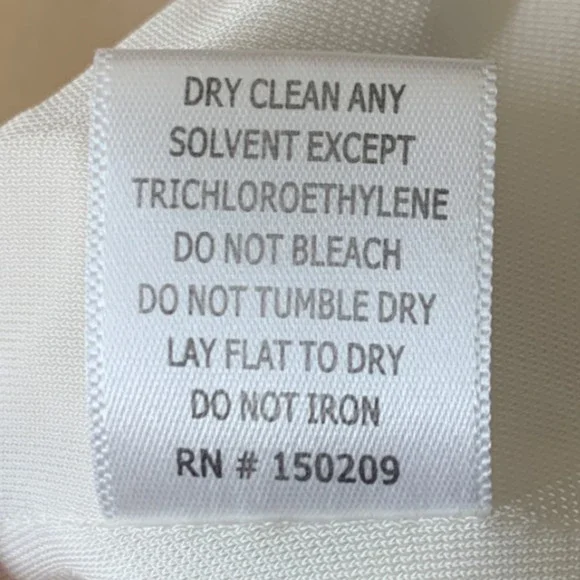 DRY CLEAN ANY
SOLVENT EXCEPT
TRICHLOROETHYLENE
DO NOT BLEACH
DO NOT TUMBLE DRY
LAY FLAT TO DRY
DO NOT IRON
RN # 150209